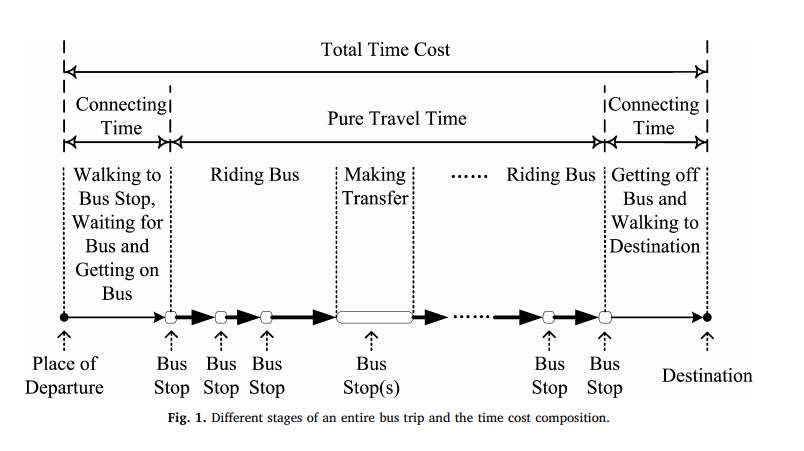 Total Time Cost
Connecting
Time
Pure Travel Time
Connecting
Time
Walking to
Bus Stop,
Waiting for
Bus and
Getting on
Bus
Riding Bus
Making
Transfer
......
Riding Bus
Getting off
Bus and
Walking to
Destination
......
Place of
Departure
Bus
Stop
Bus
Stop
Bus
Stop
Bus
Stop(s)
Bus
Stop
Bus
Stop
Destination
Fig. 1. Different stages of an entire bus trip and the time cost composition.